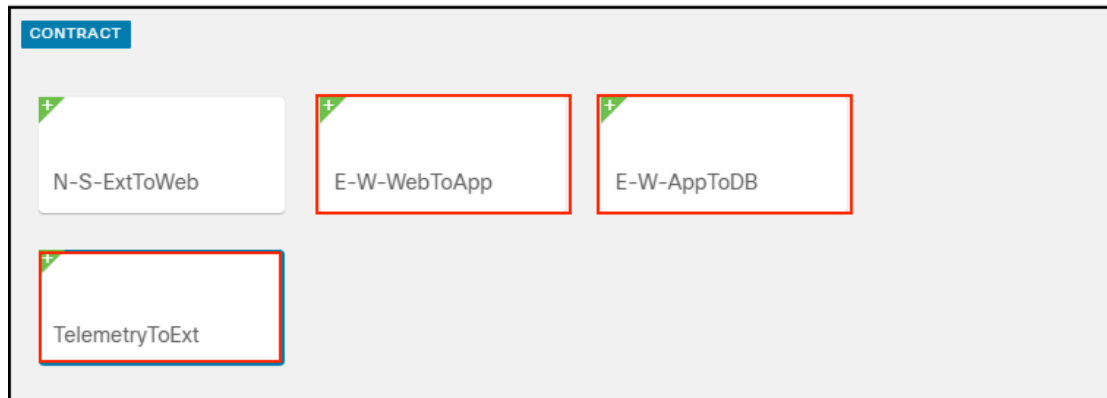 CONTRACT
N-S-ExtToWeb
E-W-WebToApp
E-W-AppToDB
TelemetryToExt